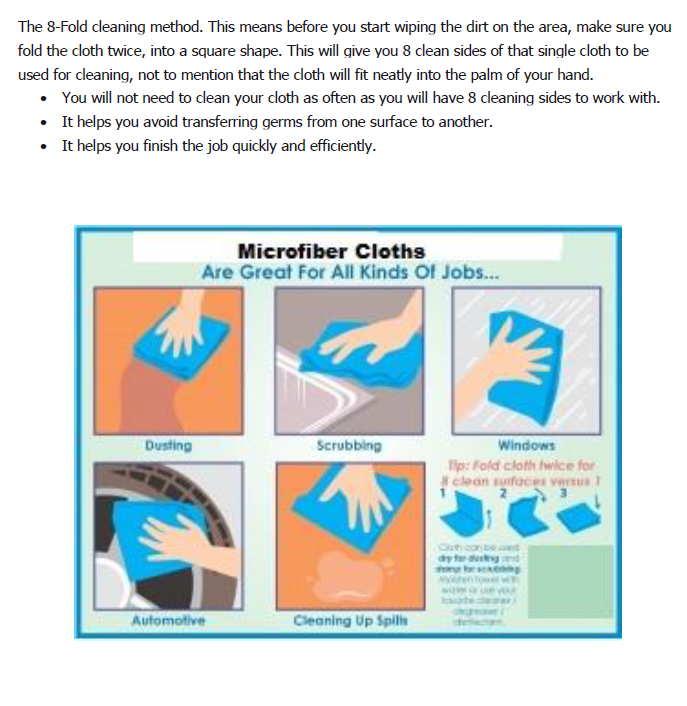 The 8-Fold cleaning method. This means before you start wiping the dirt on the area, make sure you
fold the cloth twice, into a square shape. This will give you 8 clean sides of that single cloth to be
used for cleaning, not to mention that the cloth will fit neatly into the palm of your hand.
• You will not need to clean your cloth as often as you will have 8 cleaning sides to work with.
• It helps you avoid transferring germs from one surface to another.
• It helps you finish the job quickly and efficiently.
Microfiber Cloths
Are Great For All Kinds Of Jobs...
Dusting
Scrubbing
Windows
Tip: Fold cloth twice for
8 clean surfaces versus 1
1 2 3
Cloth can be used
dry for dusting and
damp for scrubbing
Moisten towel with
water or use your
favorite cleaner /
degreaser /
disinfectant.
Automotive
Cleaning Up Spills